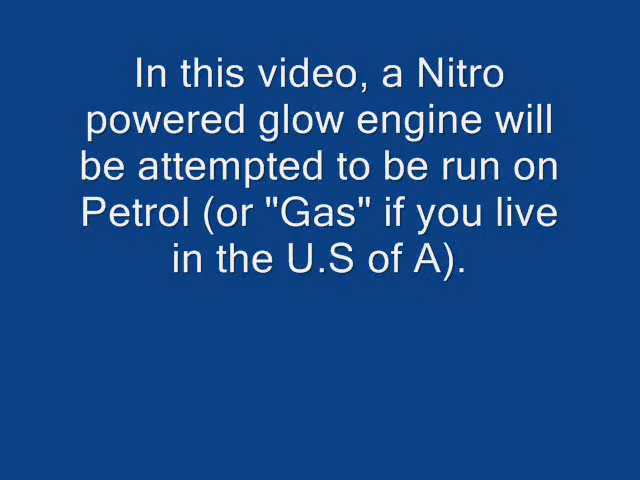 In this video, a Nitro
powered glow engine will
be attempted to be run on
Petrol (or "Gas" if you live
in the U.S of A).